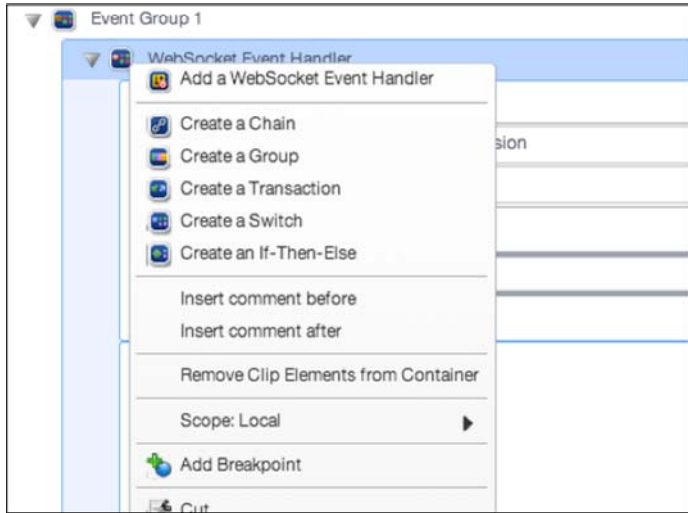 Event Group 1
WebSocket Event Handler
Add a WebSocket Event Handler
Create a Chain
sion
Create a Group
Create a Transaction
Create a Switch
Create an If-Then-Else
Insert comment before
Insert comment after
Remove Clip Elements from Container
Scope: Local
Add Breakpoint
Cut